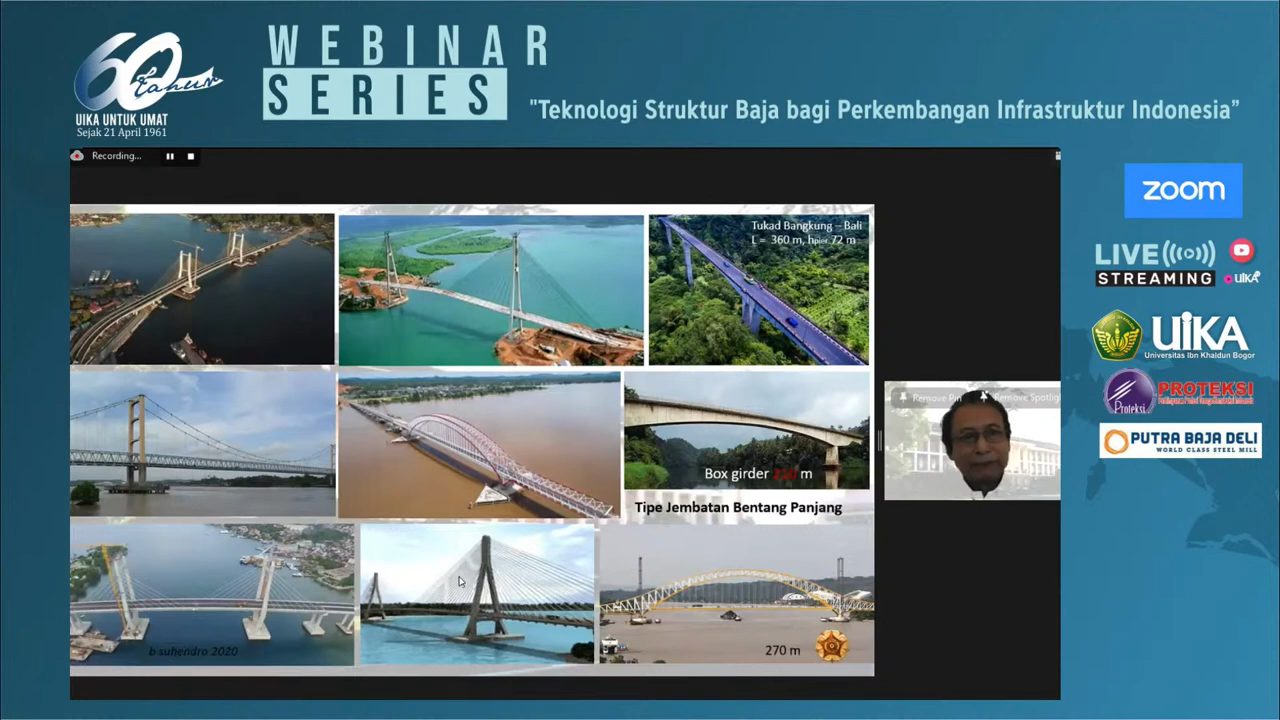 60
Tahun
UIKA UNTUK UMAT
Sejak 21 April 1961
WEBINAR
SERIES
"Teknologi Struktur Baja bagi Perkembangan Infrastruktur Indonesia"
Recording...
Tukad Bangkung – Bali
L = 360 m, hpier 72 m
Box girder m
Tipe Jembatan Bentang Panjang
b suhendro 2020
270 m
Remove Pin
Remove Spotlig
zoom
LIVE
STREAMING
UIKA
UIKA
Universitas Ibn Khaldun Bogor
Proteksi
PROTEKSI
PUTRA BAJA DELI
WORLD CLASS STEEL MILL